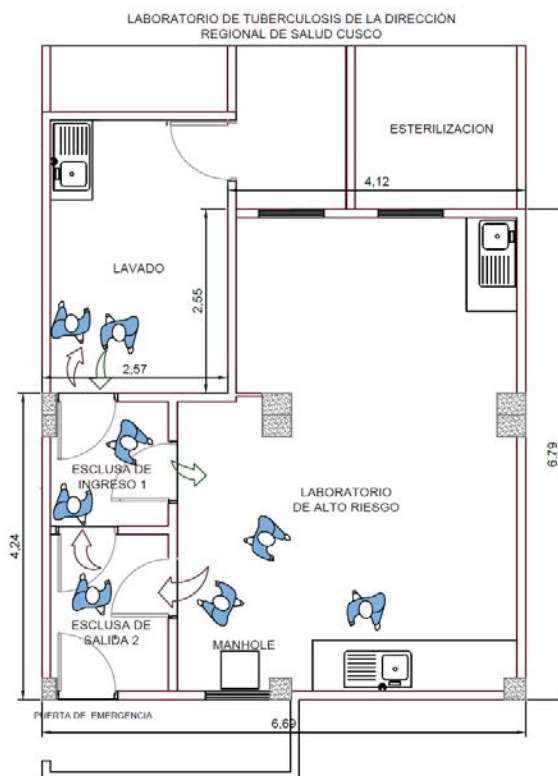 LABORATORIO DE TUBERCULOSIS DE LA DIRECCIÓN
REGIONAL DE SALUD CUSCO
ESTERILIZACION
4,12
LAVADO
2,55
2,57
ESCLUSA DE
INGRESO 1
LABORATORIO
DE ALTO RIESGO
6,79
4,24
ESCLUSA DE
SALIDA 2
MANHOLE
PUERTA DE EMERGENCIA
6,69